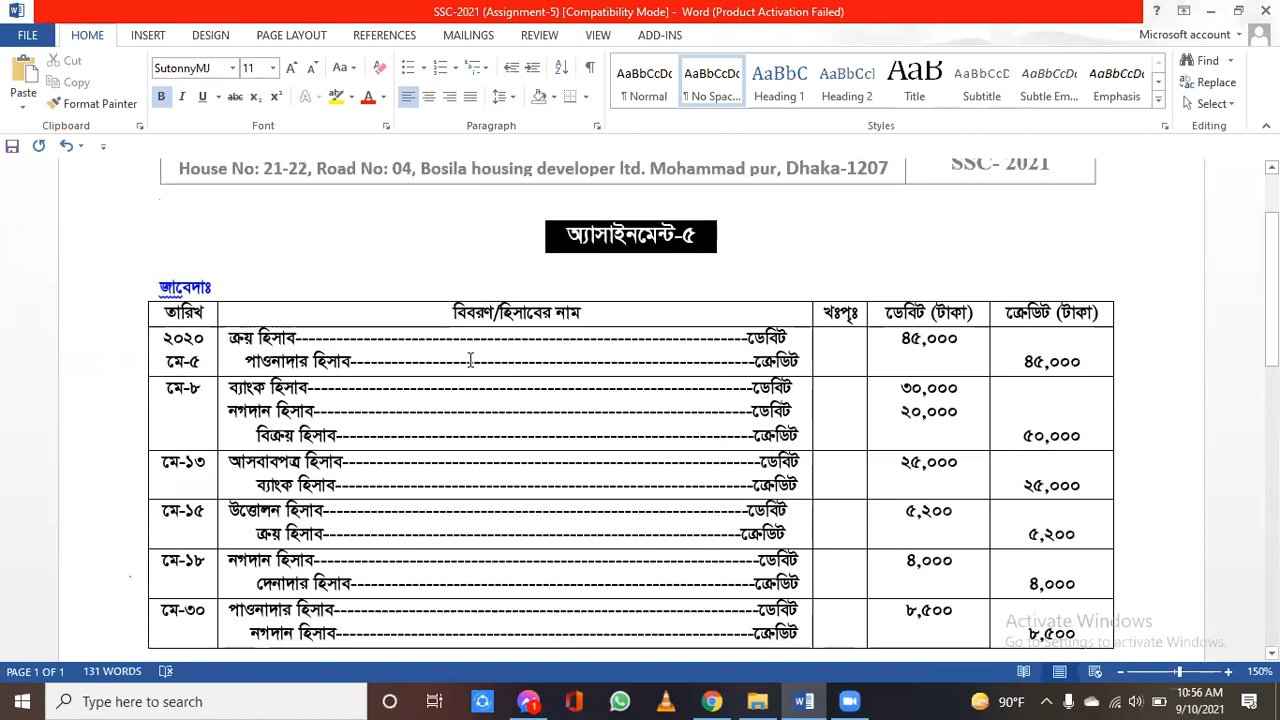 SSC-2021 (Assignment-5) [Compatibility Mode] - Word (Product Activation Failed)
FILE HOME INSERT DESIGN PAGE LAYOUT REFERENCES MAILINGS REVIEW VIEW ADD-INS Microsoft account
Cut
Copy
Format Painter
Paste
Clipboard
SutonnyMJ 11
Font
Paragraph
AaBbCcDc AaBbCcDc AaBbC AaBbCcI AaB AaBbCcD AaBbCcDc AaBbCcDc
¶ Normal ¶ No Spac... Heading 1 Heading 2 Title Subtitle Subtle Em... Emphasis
Styles
Find
Replace
Select
Editing
House No: 21-22, Road No: 04, Bosila housing developer ltd. Mohammad pur, Dhaka-1207 SSC- 2021
অ্যাসাইনমেন্ট-৫
জাবেদাঃ
তারিখ বিবরণ/হিসাবের নাম খঃপৃঃ ডেবিট (টাকা) ক্রেডিট (টাকা)
২০২০ ক্রয় হিসাব------------------------------------------------------------------ডেবিট ৪৫,০০০
মে-৫ পাওনাদার হিসাব-----------------------------------------------------------ক্রেডিট ৪৫,০০০
মে-৮ ব্যাংক হিসাব-----------------------------------------------------------------ডেবিট ৩০,০০০
নগদান হিসাব----------------------------------------------------------------ডেবিট ২০,০০০
বিক্রয় হিসাব-------------------------------------------------------------ক্রেডিট ৫০,০০০
মে-১৩ আসবাবপত্র হিসাব-------------------------------------------------------------ডেবিট ২৫,০০০
ব্যাংক হিসাব-------------------------------------------------------------ক্রেডিট ২৫,০০০
মে-১৫ উত্তোলন হিসাব---------------------------------------------------------------ডেবিট ৫,২০০
ক্রয় হিসাব-------------------------------------------------------------ক্রেডিট ৫,২০০
মে-১৮ নগদান হিসাব-----------------------------------------------------------------ডেবিট ৪,০০০
দেনাদার হিসাব-----------------------------------------------------------ক্রেডিট ৪,০০০
মে-৩০ পাওনাদার হিসাব--------------------------------------------------------------ডেবিট ৮,৫০০
নগদান হিসাব-------------------------------------------------------------ক্রেডিট ৮,৫০০
Activate Windows
Go to Settings to activate Windows.
PAGE 1 OF 1 131 WORDS 150%
Type here to search 90°F 10:56 AM
9/10/2021